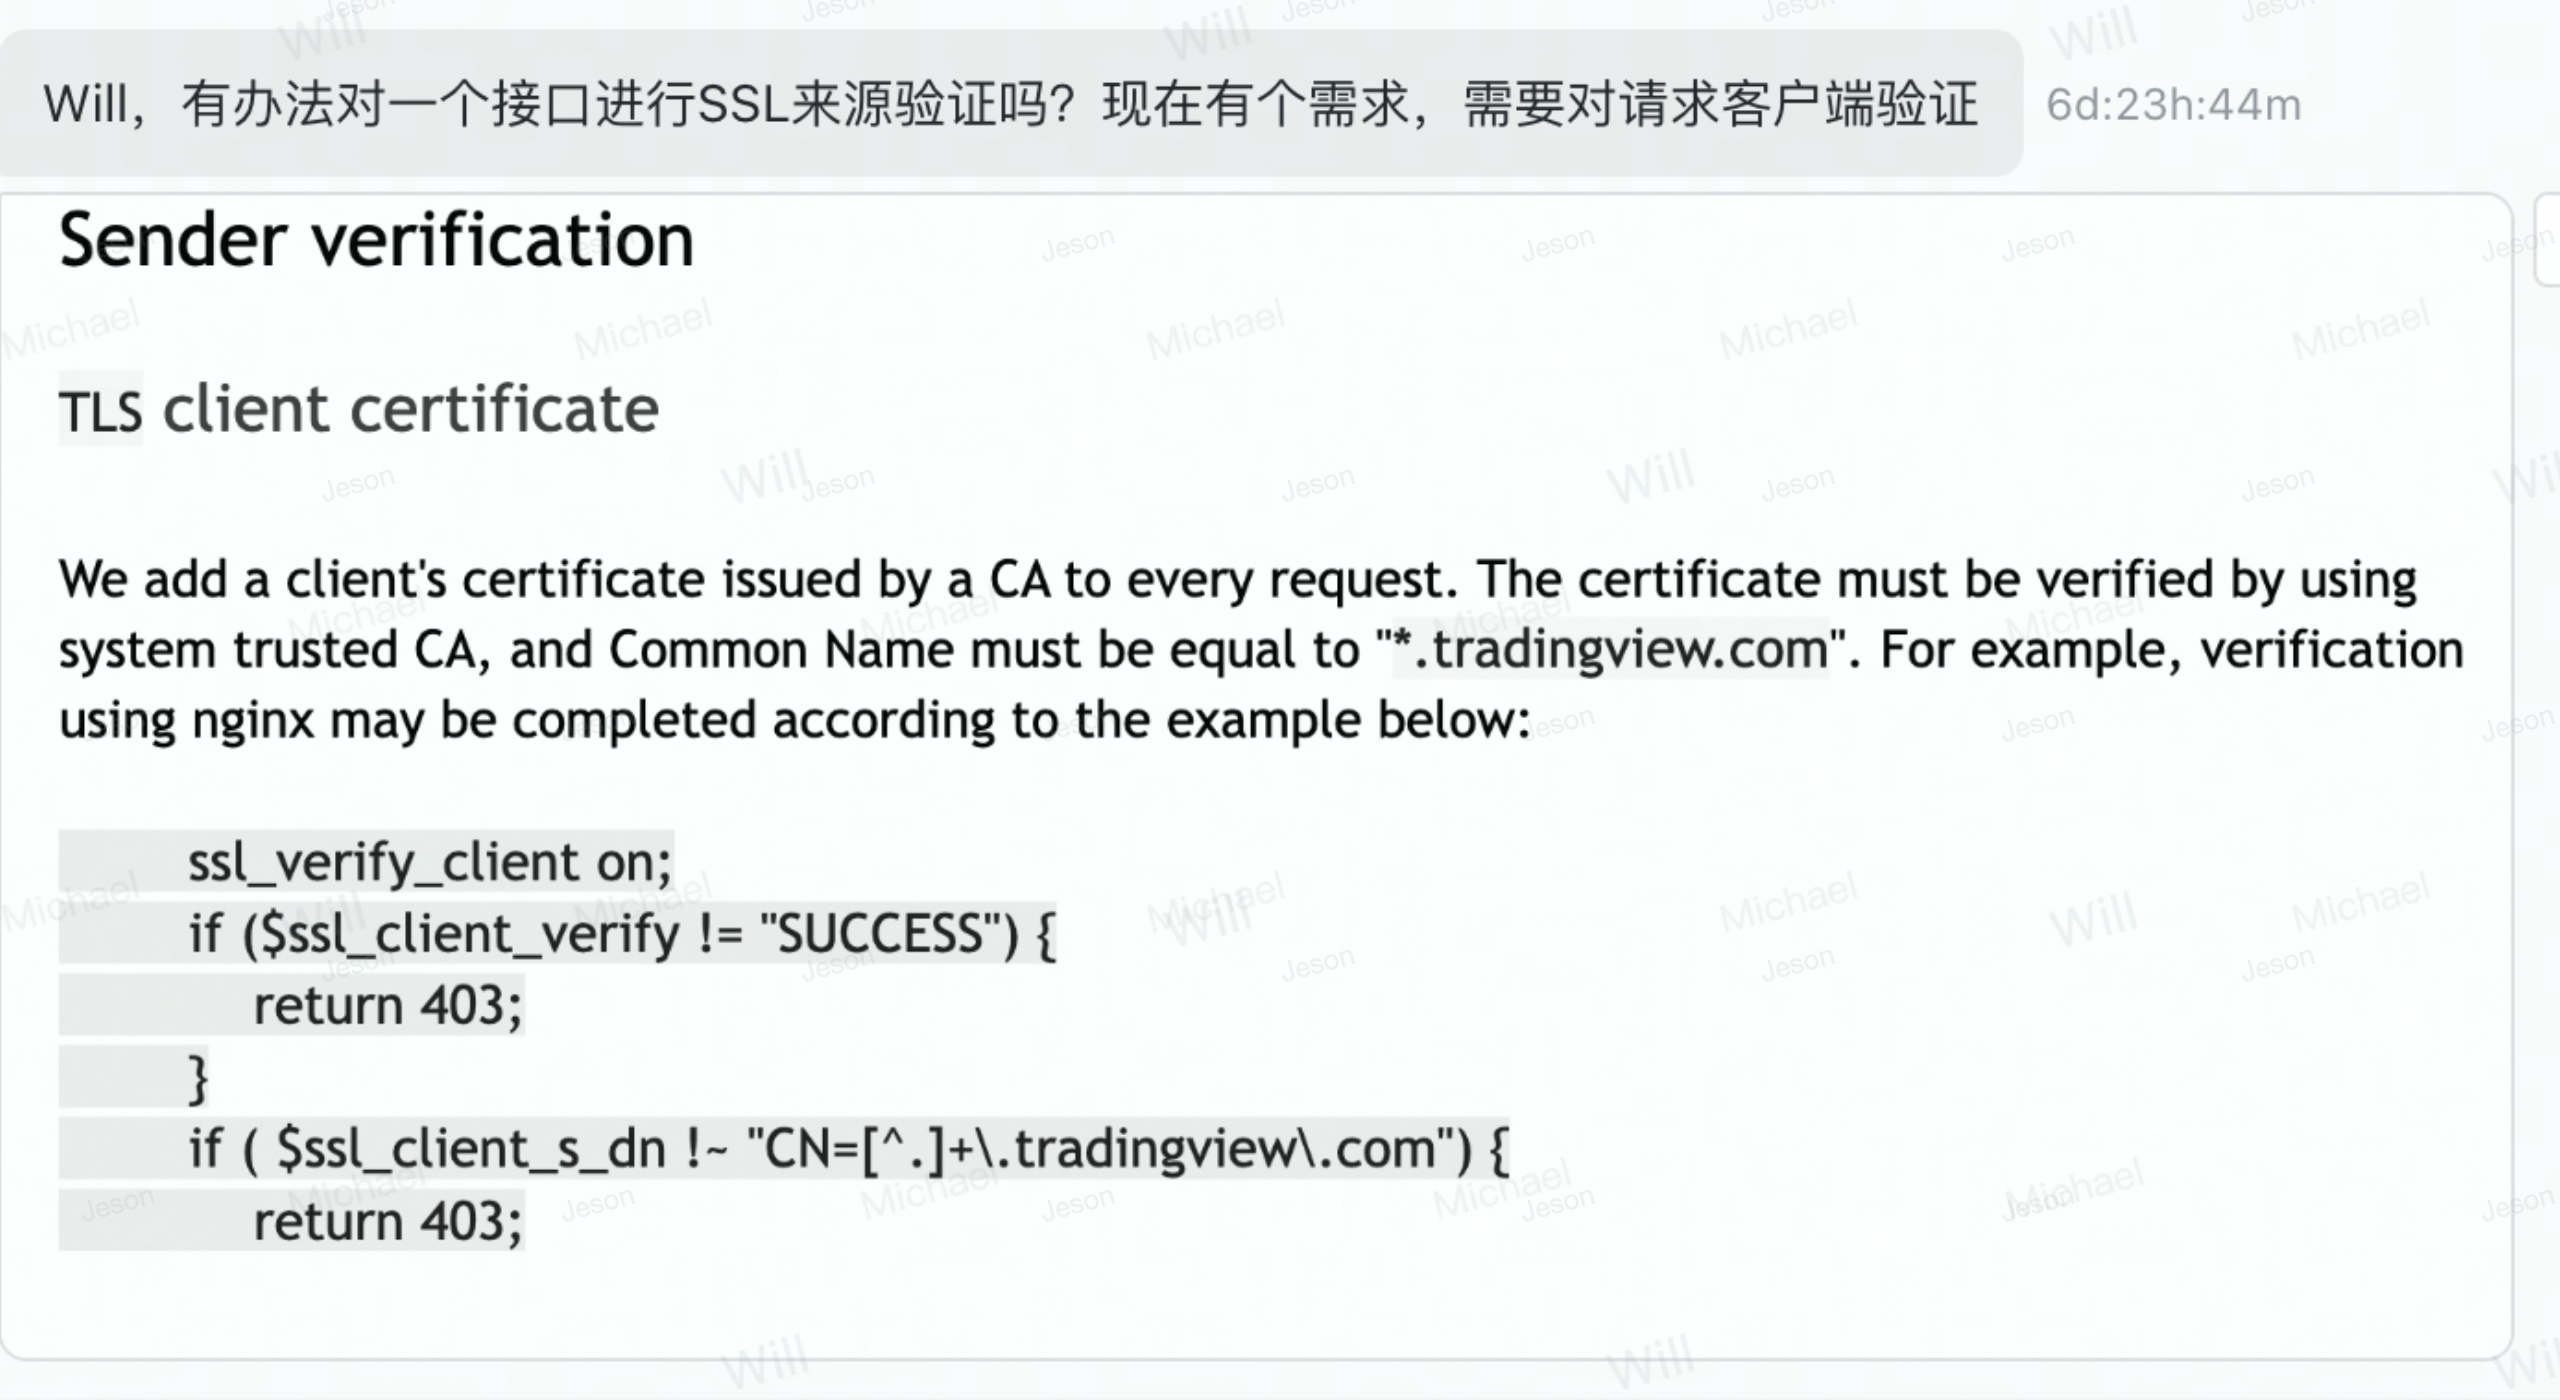 Will，有办法对一个接口进行SSL来源验证吗？现在有个需求，需要对请求客户端验证 6d:23h:44m
Sender verification
TLS client certificate
We add a client's certificate issued by a CA to every request. The certificate must be verified by using
system trusted CA, and Common Name must be equal to "*.tradingview.com". For example, verification
using nginx may be completed according to the example below:
ssl_verify_client on;
if ($ssl_client_verify != "SUCCESS") {
return 403;
}
if ( $ssl_client_s_dn !~ "CN=[^.]+\.tradingview\.com") {
return 403;
Will
Jeson
Michael